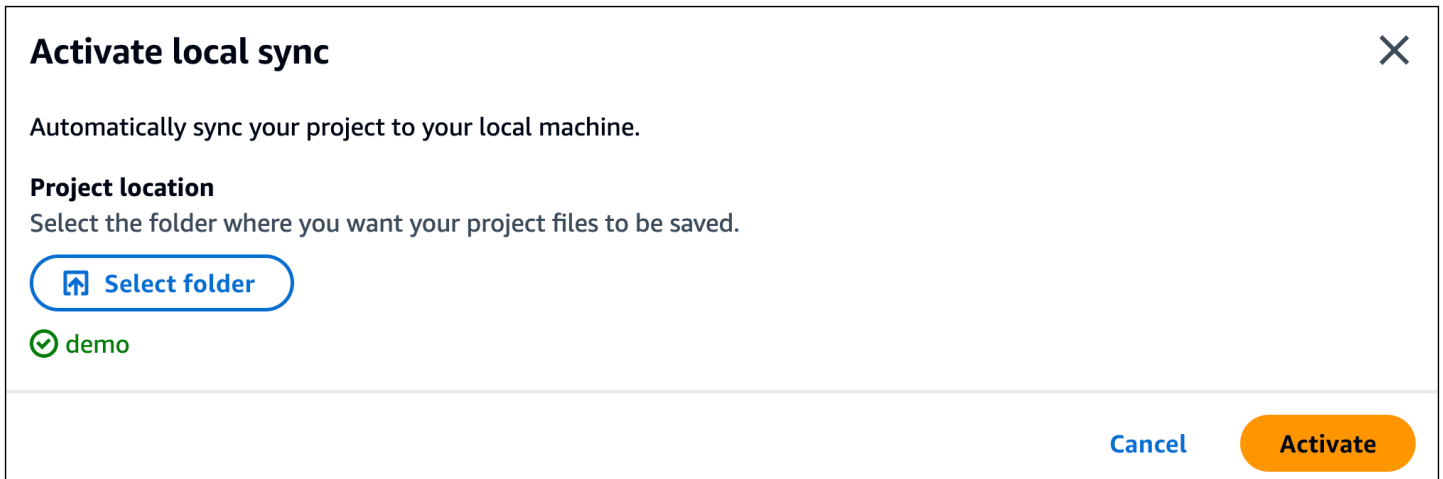 Activate local sync
Automatically sync your project to your local machine.
Project location
Select the folder where you want your project files to be saved.
Select folder
demo
Cancel
Activate